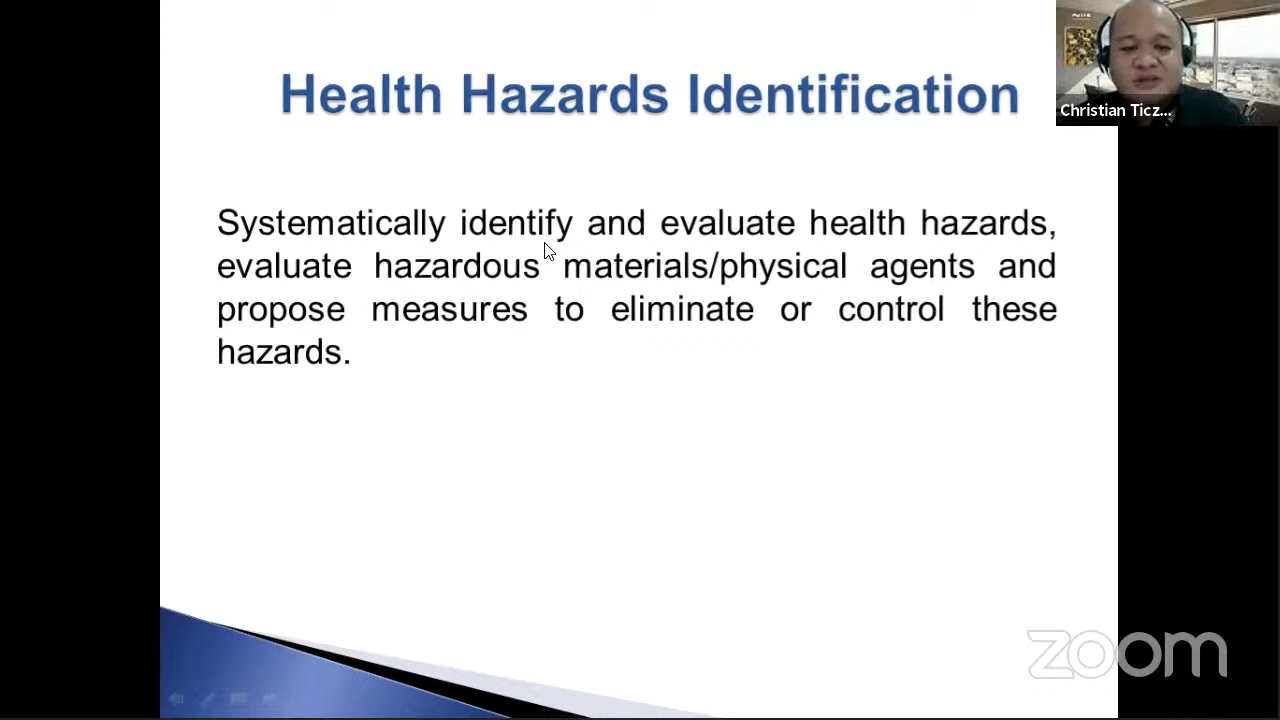 Health Hazards Identification
Christian Ticz...
Systematically identify and evaluate health hazards,
evaluate hazardous materials/physical agents and
propose measures to eliminate or control these
hazards.
zoom